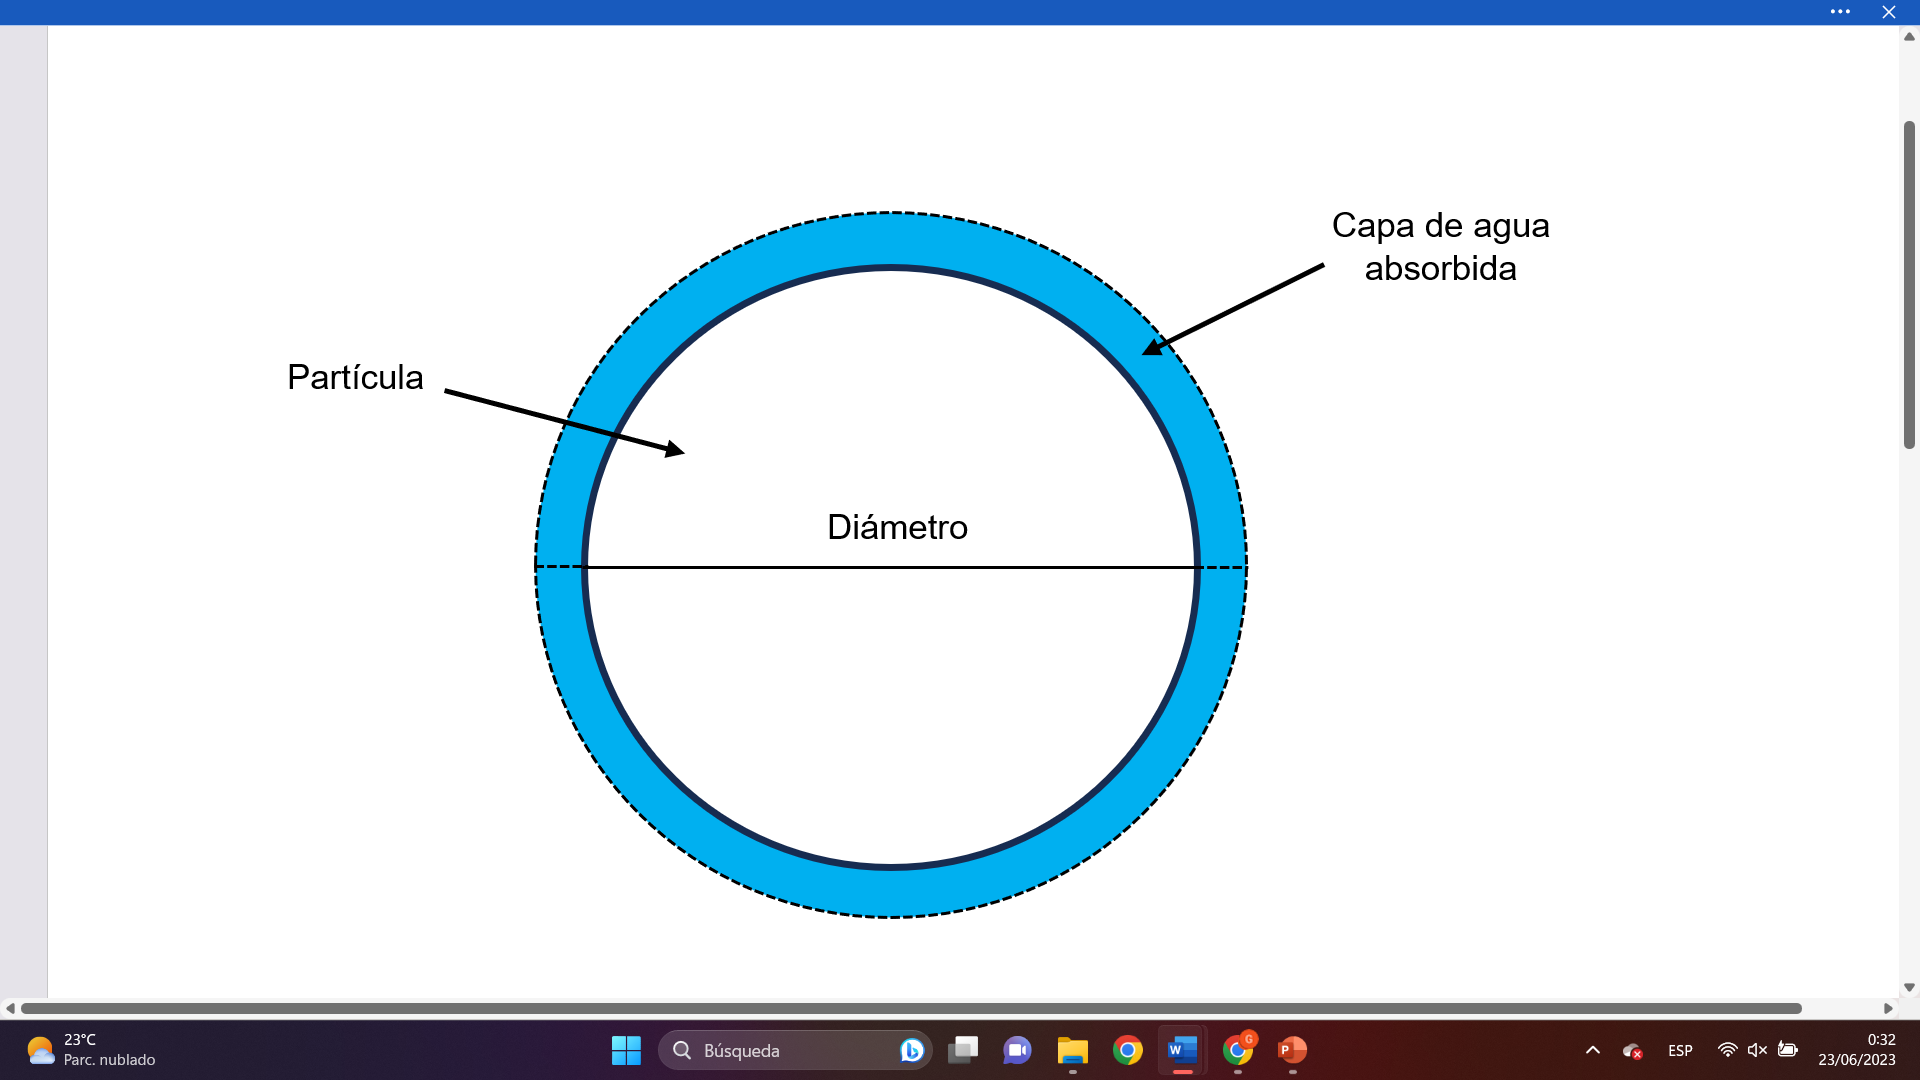 Capa de agua
absorbida
Partícula
Diámetro
23°C
Parc. nublado
Búsqueda
ESP
0:32
23/06/2023